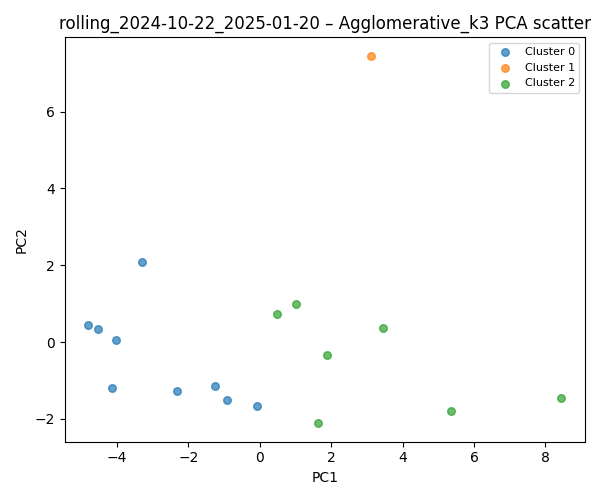 rolling_2024-10-22_2025-01-20 – Agglomerative_k3 PCA scatter
Cluster 0
Cluster 1
Cluster 2
PC2
6
4
2
0
−2
−4
−2
0
2
4
6
8
PC1